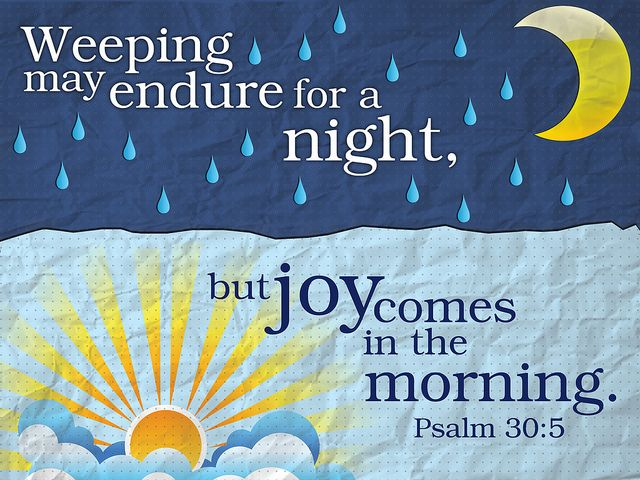 Weeping
may endure for a
night,
but joy comes
in the
morning.
Psalm 30:5